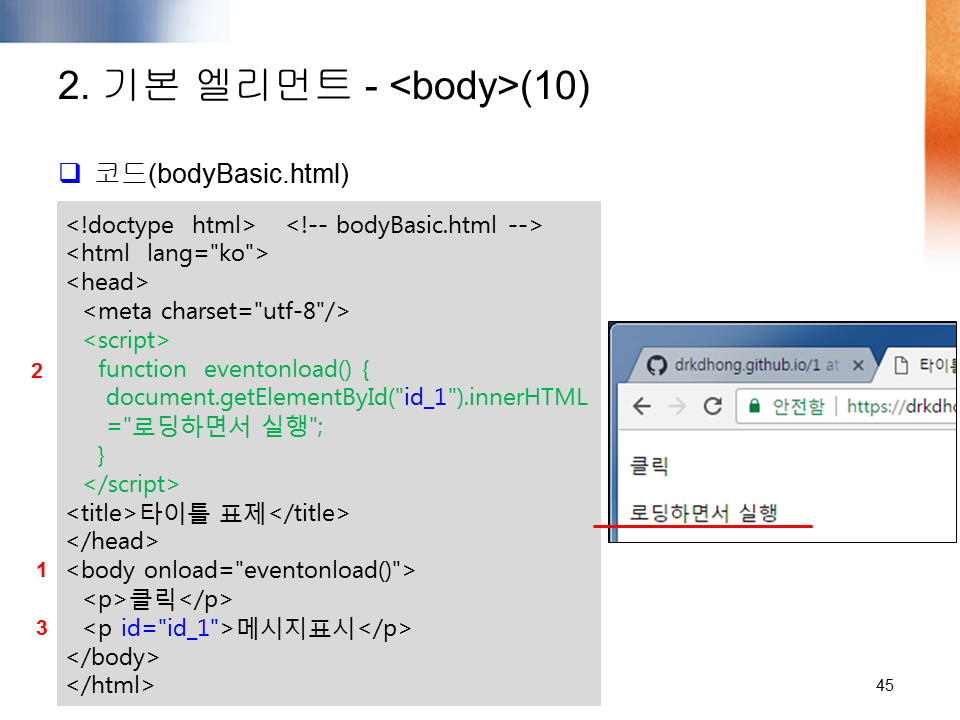 2. 기본 엘리먼트 - <body>(10)
❑ 코드(bodyBasic.html)
<!doctype html> <!-- bodyBasic.html -->
<html lang="ko">
<head>
<meta charset="utf-8"/>
<script>
2 function eventonload() {
document.getElementById("id_1").innerHTML
="로딩하면서 실행";
}
</script>
<title>타이틀 표제</title>
</head>
1 <body onload="eventonload()">
<p>클릭</p>
3 <p id="id_1">메시지표시</p>
</body>
</html>
drkdhong.github.io/1 at
타이틀
안전함 https://drkdho
클릭
로딩하면서 실행
45